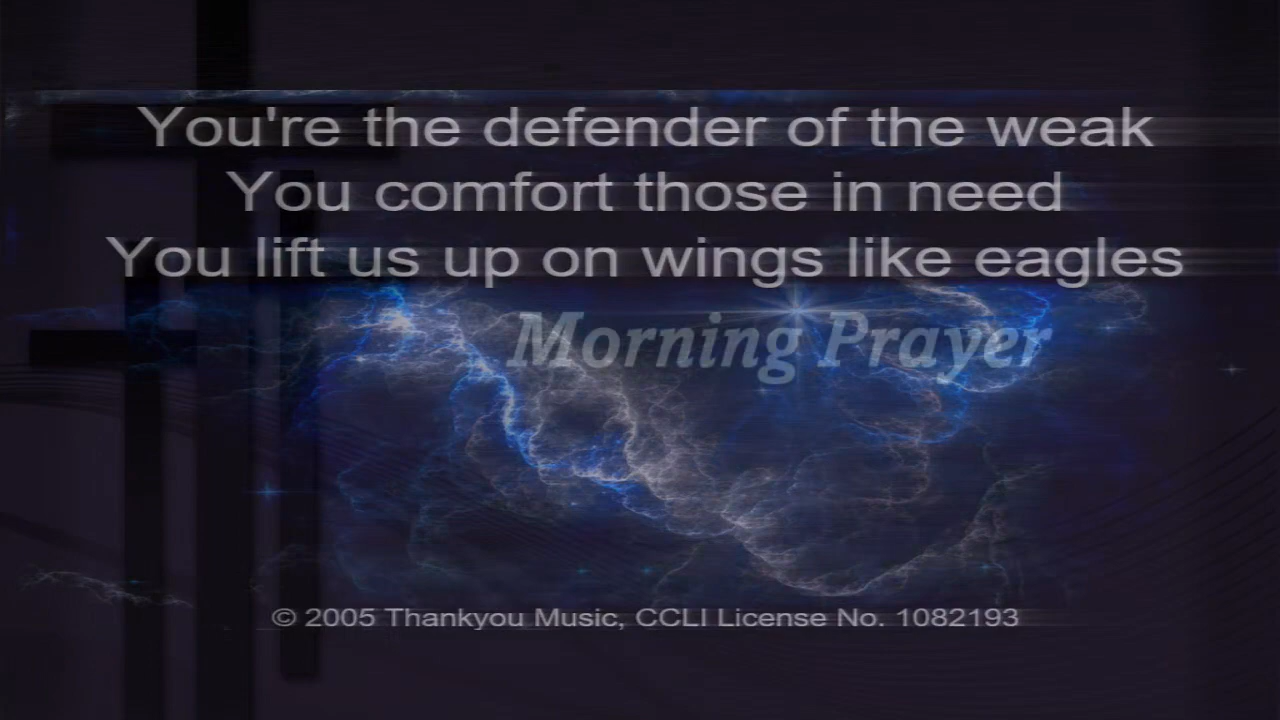 You're the defender of the weak
You comfort those in need
You lift us up on wings like eagles
Morning Prayer
© 2005 Thankyou Music, CCLI License No. 1082193